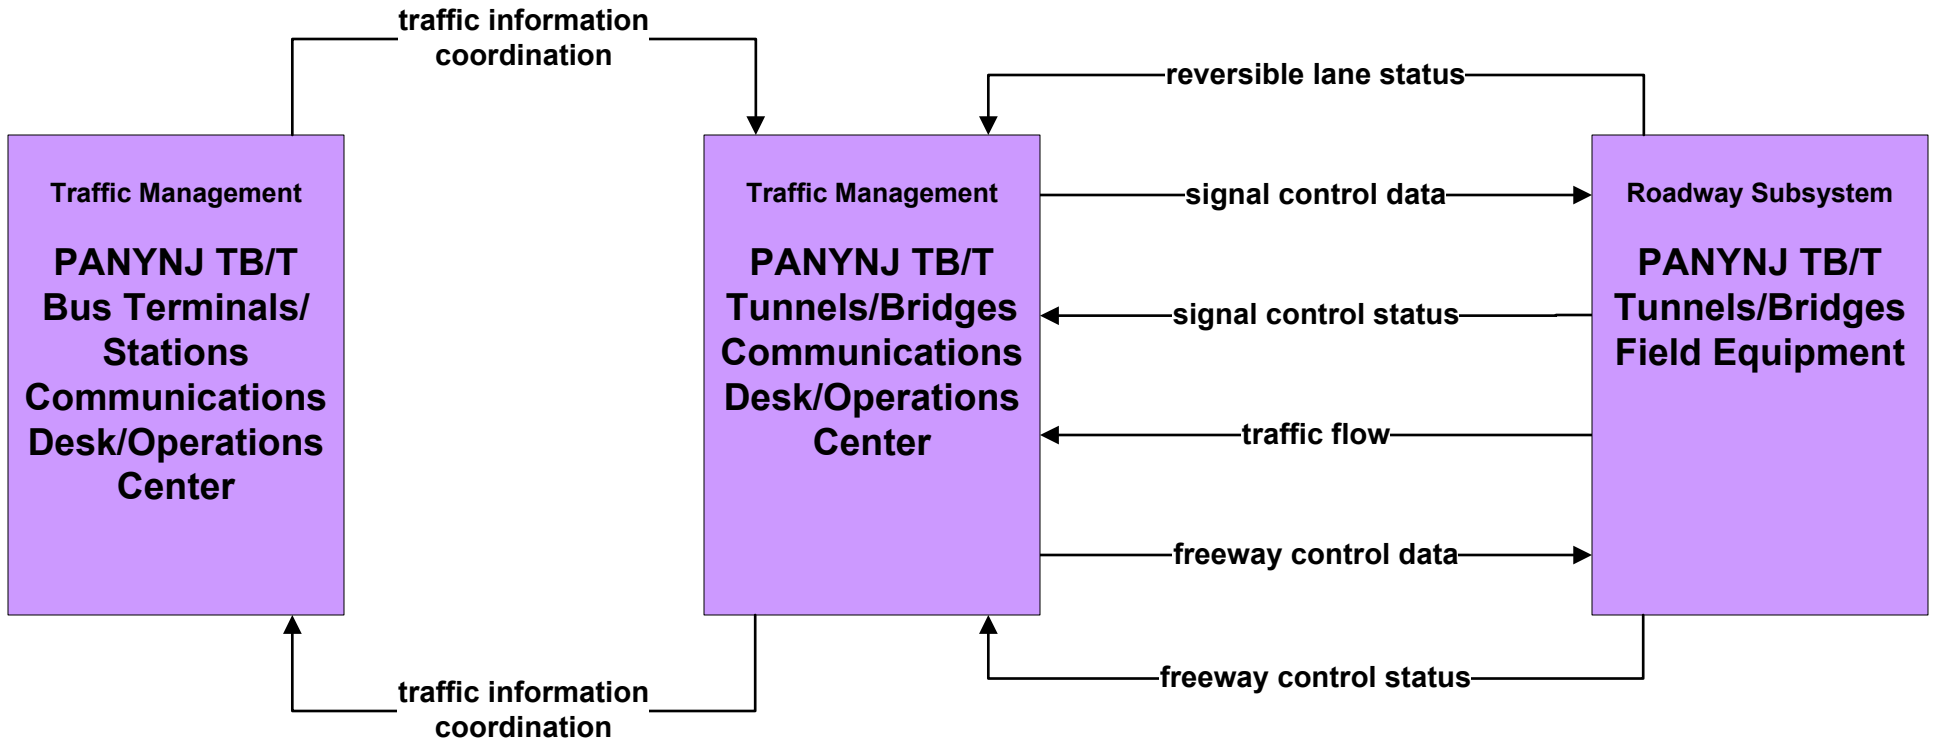 traffic information
coordination
reversible lane status
Traffic Management
PANYNJ TB/T
Bus Terminals/
Stations
Communications
Desk/Operations
Center
Traffic Management
PANYNJ TB/T
Tunnels/Bridges
Communications
Desk/Operations
Center
signal control data
signal control status
traffic flow
freeway control data
freeway control status
Roadway Subsystem
PANYNJ TB/T
Tunnels/Bridges
Field Equipment
traffic information
coordination